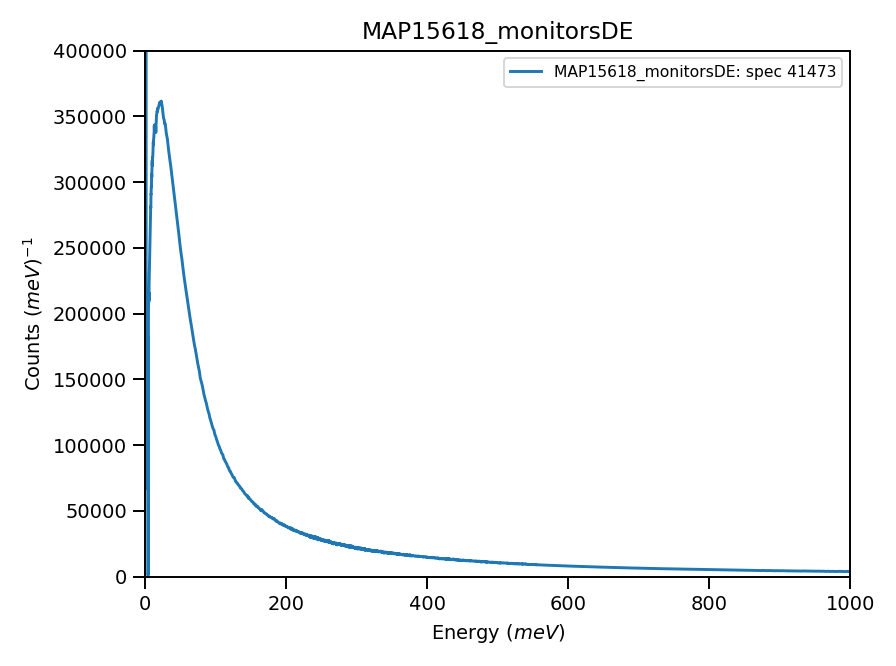 MAP15618_monitorsDE
MAP15618_monitorsDE: spec 41473
400000
350000
300000
250000
200000
150000
100000
50000
0
Counts (meV)⁻¹
0 200 400 600 800 1000
Energy (meV)